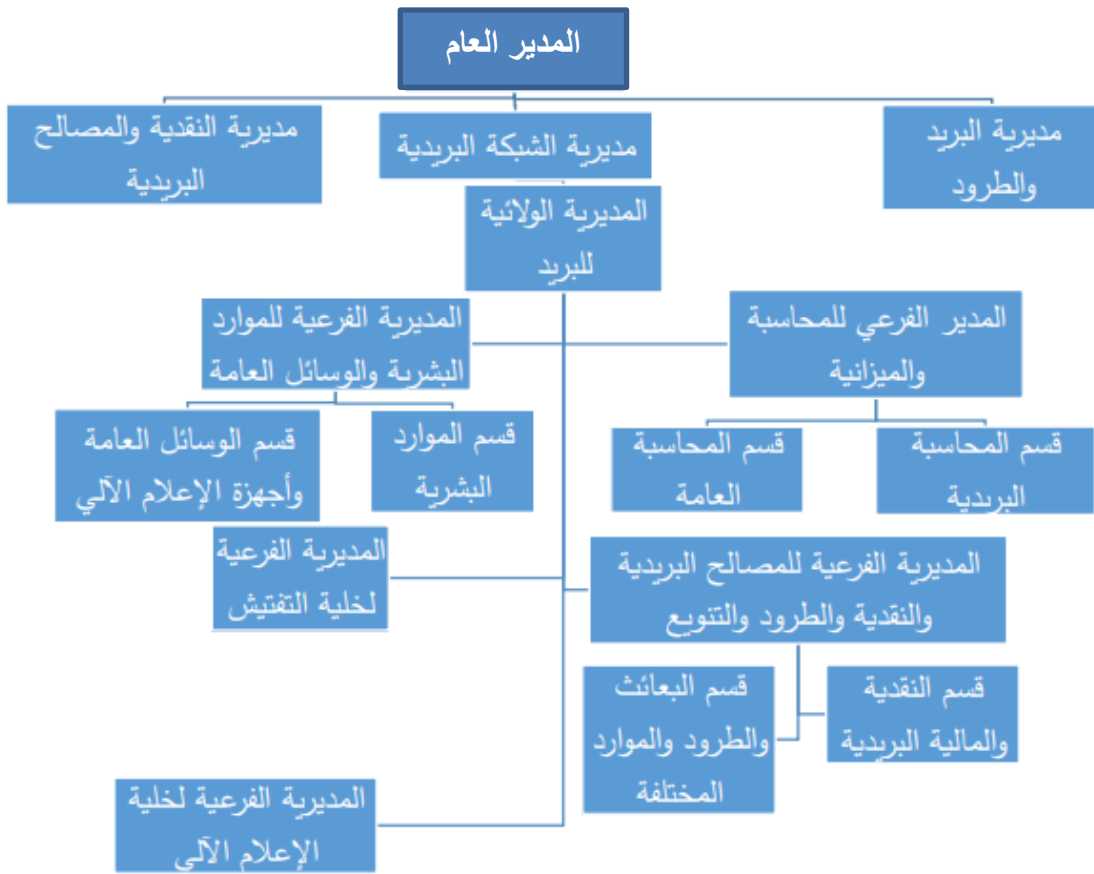 المدير العام
مديرية البريد
والطرود
مديرية الشبكة البريدية
مديرية النقدية والمصالح
البريدية
المديرية الولائية
للبريد
المدير الفرعي للمحاسبة
والميزانية
المديرية الفرعية للموارد
البشرية والوسائل العامة
قسم المحاسبة
البريدية
قسم المحاسبة
العامة
قسم الموارد
البشرية
قسم الوسائل العامة
وأجهزة الإعلام الآلي
المديرية الفرعية للمصالح البريدية
والنقدية والطرود والتنويع
المديرية الفرعية
لخلية التفتيش
قسم النقدية
والمالية البريدية
قسم البعائث
والطرود والموارد
المختلفة
المديرية الفرعية لخلية
الإعلام الآلي